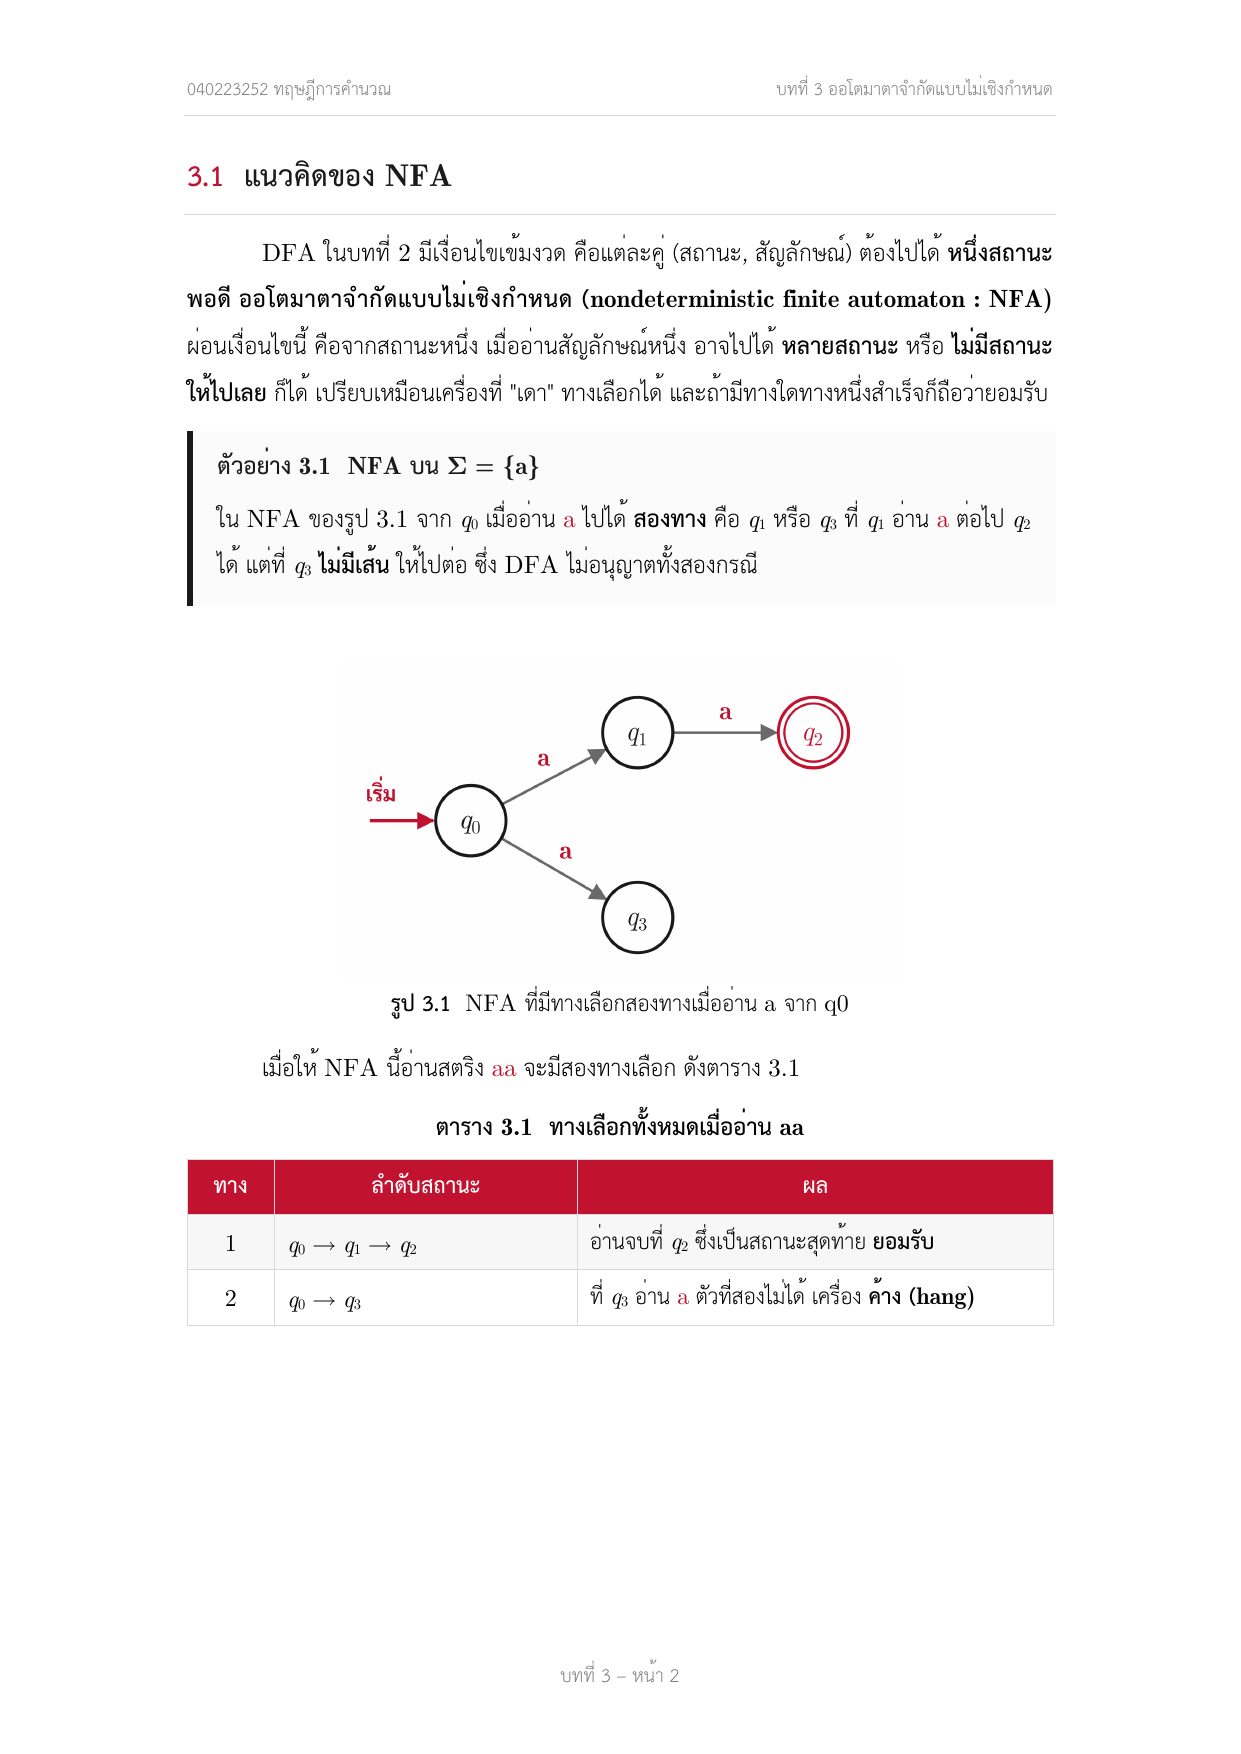 040223252 ทฤษฎีการคำนวณ
บทที่ 3 ออโตมาตาจำกัดแบบไม่เชิงกำหนด
3.1 แนวคิดของ NFA
DFA ในบทที่ 2 มีเงื่อนไขเข้มงวด คือแต่ละคู่ (สถานะ, สัญลักษณ์) ต้องไปได้ หนึ่งสถานะ
พอดี ออโตมาตาจำกัดแบบไม่เชิงกำหนด (nondeterministic finite automaton : NFA)
ผ่อนเงื่อนไขนี้ คือจากสถานะหนึ่ง เมื่ออ่านสัญลักษณ์หนึ่ง อาจไปได้ หลายสถานะ หรือ ไม่มีสถานะ
ให้ไปเลย ก็ได้ เปรียบเหมือนเครื่องที่ "เดา" ทางเลือกได้ และถ้ามีทางใดทางหนึ่งสำเร็จก็ถือว่ายอมรับ
ตัวอย่าง 3.1 NFA บน Σ = {a}
ใน NFA ของรูป 3.1 จาก q₀ เมื่ออ่าน a ไปได้ สองทาง คือ q₁ หรือ q₃ ที่ q₁ อ่าน a ต่อไป q₂
ได้ แต่ที่ q₃ ไม่มีเส้น ให้ไปต่อ ซึ่ง DFA ไม่อนุญาตทั้งสองกรณี
a
q₁
q₂
a
เริ่ม
q₀
a
q₃
รูป 3.1 NFA ที่มีทางเลือกสองทางเมื่ออ่าน a จาก q0
เมื่อให้ NFA นี้อ่านสตริง aa จะมีสองทางเลือก ดังตาราง 3.1
ตาราง 3.1 ทางเลือกทั้งหมดเมื่ออ่าน aa
ทาง ลำดับสถานะ ผล
1 q₀ → q₁ → q₂ อ่านจบที่ q₂ ซึ่งเป็นสถานะสุดท้าย ยอมรับ
2 q₀ → q₃ ที่ q₃ อ่าน a ตัวที่สองไม่ได้ เครื่อง ค้าง (hang)
บทที่ 3 – หน้า 2